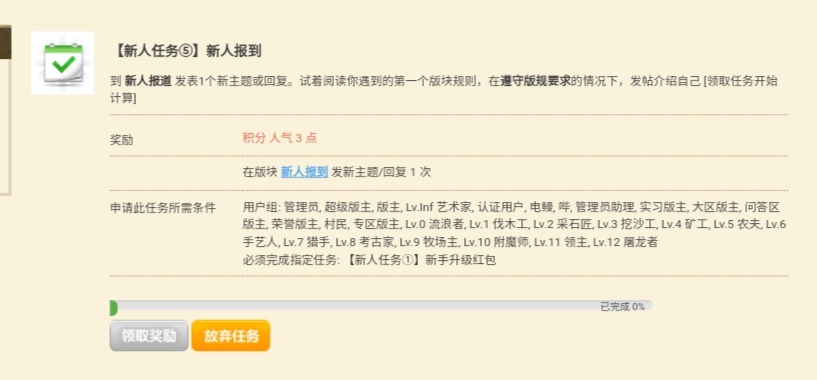 【新人任务⑤】新人报到
到 新人报道 发表1个新主题或回复。试着阅读你遇到的第一个版块规则，在遵守版规要求的情况下，发帖介绍自己 [领取任务开始
计算]
奖励 积分 人气 3 点
在版块 新人报到 发新主题/回复 1 次
申请此任务所需条件 用户组: 管理员, 超级版主, 版主, Lv.Inf 艺术家, 认证用户, 电鳗, 哔, 管理员助理, 实习版主, 大区版主, 问答区
版主, 荣誉版主, 村民, 专区版主, Lv.0 流浪者, Lv.1 伐木工, Lv.2 采石匠, Lv.3 挖沙工, Lv.4 矿工, Lv.5 农夫, Lv.6
手艺人, Lv.7 猎手, Lv.8 考古家, Lv.9 牧场主, Lv.10 附魔师, Lv.11 领主, Lv.12 屠龙者
必须完成指定任务: 【新人任务①】新手升级红包
已完成 0%
领取奖励 放弃任务